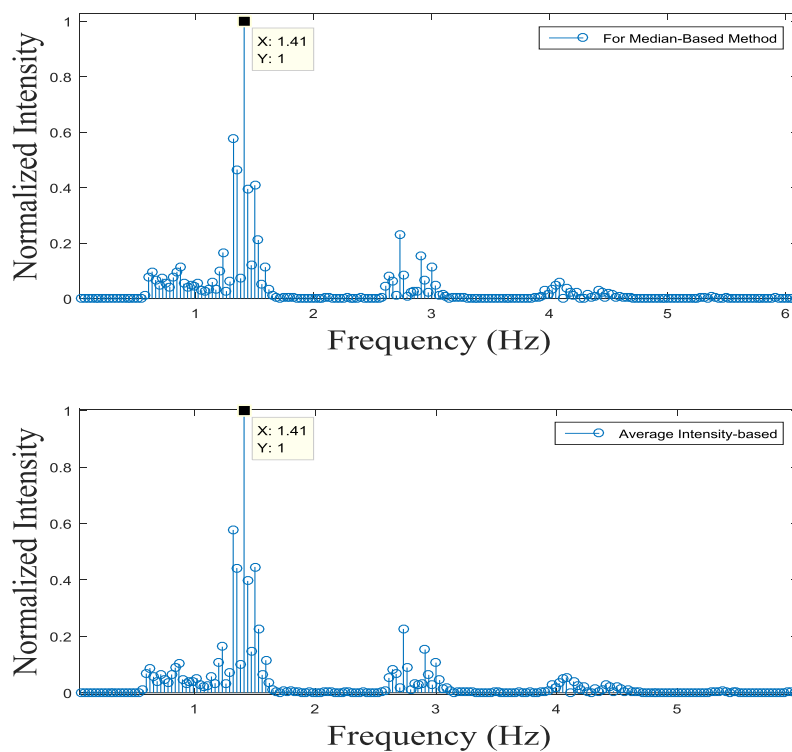 1
0.8
0.6
0.4
0.2
0
Normalized Intensity
X: 1.41
Y: 1
For Median-Based Method
1 2 3 4 5 6
Frequency (Hz)
1
0.8
0.6
0.4
0.2
0
Normalized Intensity
X: 1.41
Y: 1
Average Intensity-based
1 2 3 4 5
Frequency (Hz)